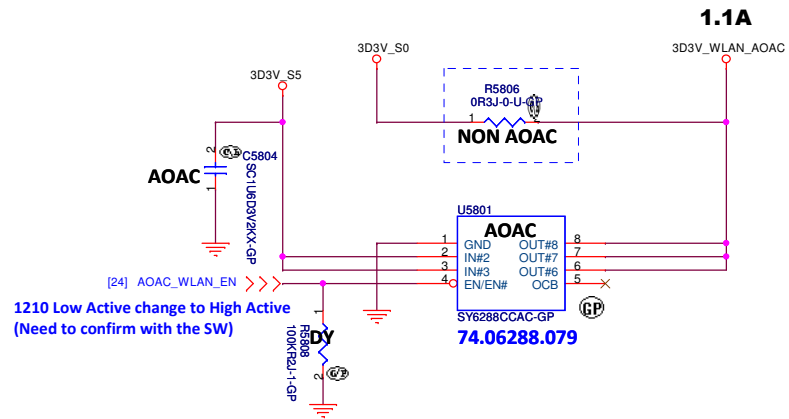 1.1A
3D3V_S5
3D3V_S0
3D3V_WLAN_AOAC
R5806
0R3J-0-U-GP
1
NON AOAC
2
1
AOAC
C5804
SC1U6D3V2KX-GP
U5801
AOAC
1
2
3
4
GND
IN#2
IN#3
EN/EN#
OUT#8
OUT#7
OUT#6
OCB
8
7
6
5
SY6288CCAC-GP
74.06288.079
GP
[24] AOAC_WLAN_EN
1210 Low Active change to High Active
(Need to confirm with the SW)
R5808
100KR2J-1-GP
DY
2